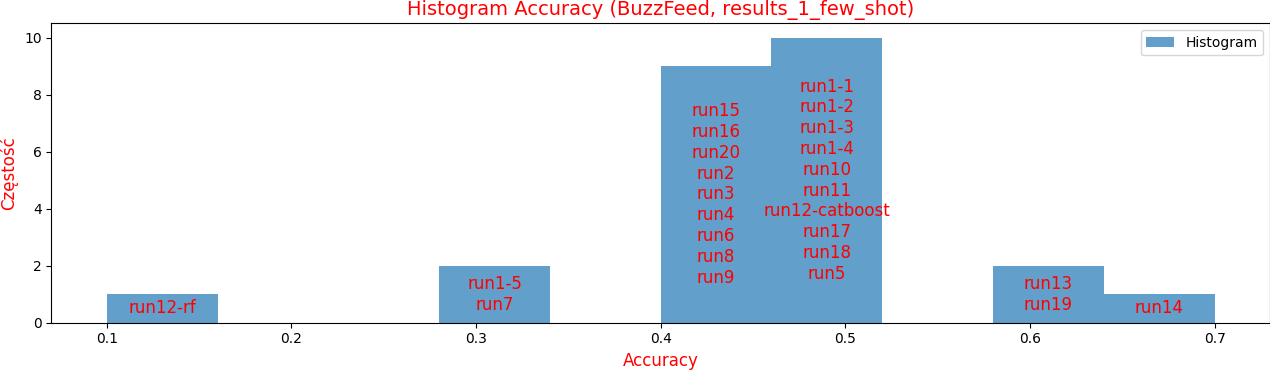 Histogram Accuracy (BuzzFeed, results_1_few_shot)
Histogram
Częstość
10
8
6
4
2
0
run12-rf
run1-5
run7
run15
run16
run20
run2
run3
run4
run6
run8
run9
run1-1
run1-2
run1-3
run1-4
run10
run11
run12-catboost
run17
run18
run5
run13
run19
run14
0.1 0.2 0.3 0.4 0.5 0.6 0.7
Accuracy